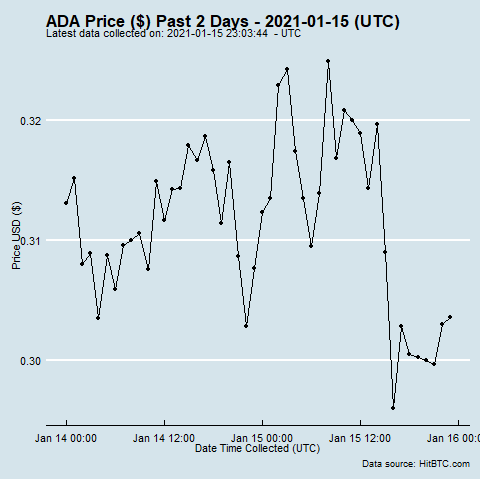 ADA Price ($) Past 2 Days - 2021-01-15 (UTC)
Latest data collected on: 2021-01-15 23:03:44 - UTC
0.32
0.31
0.30
Price USD ($)
Jan 14 00:00 Jan 14 12:00 Jan 15 00:00 Jan 15 12:00 Jan 16 00:0
Date Time Collected (UTC)
Data source: HitBTC.com